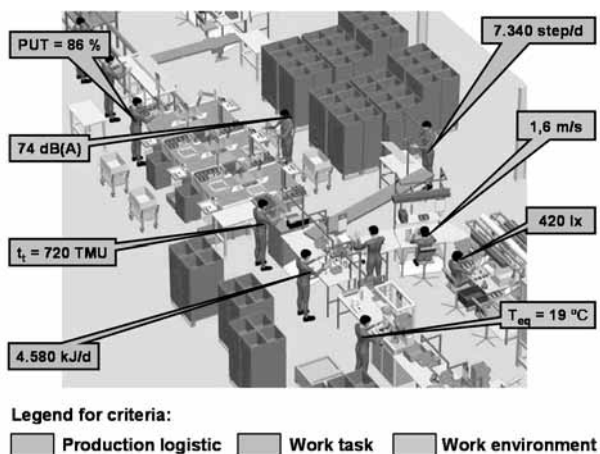 PUT = 86 %
7.340 step/d
1,6 m/s
74 dB(A)
420 lx
tt = 720 TMU
Teq = 19 ºC
4.580 kJ/d
Legend for criteria:
Production logistic
Work task
Work environment